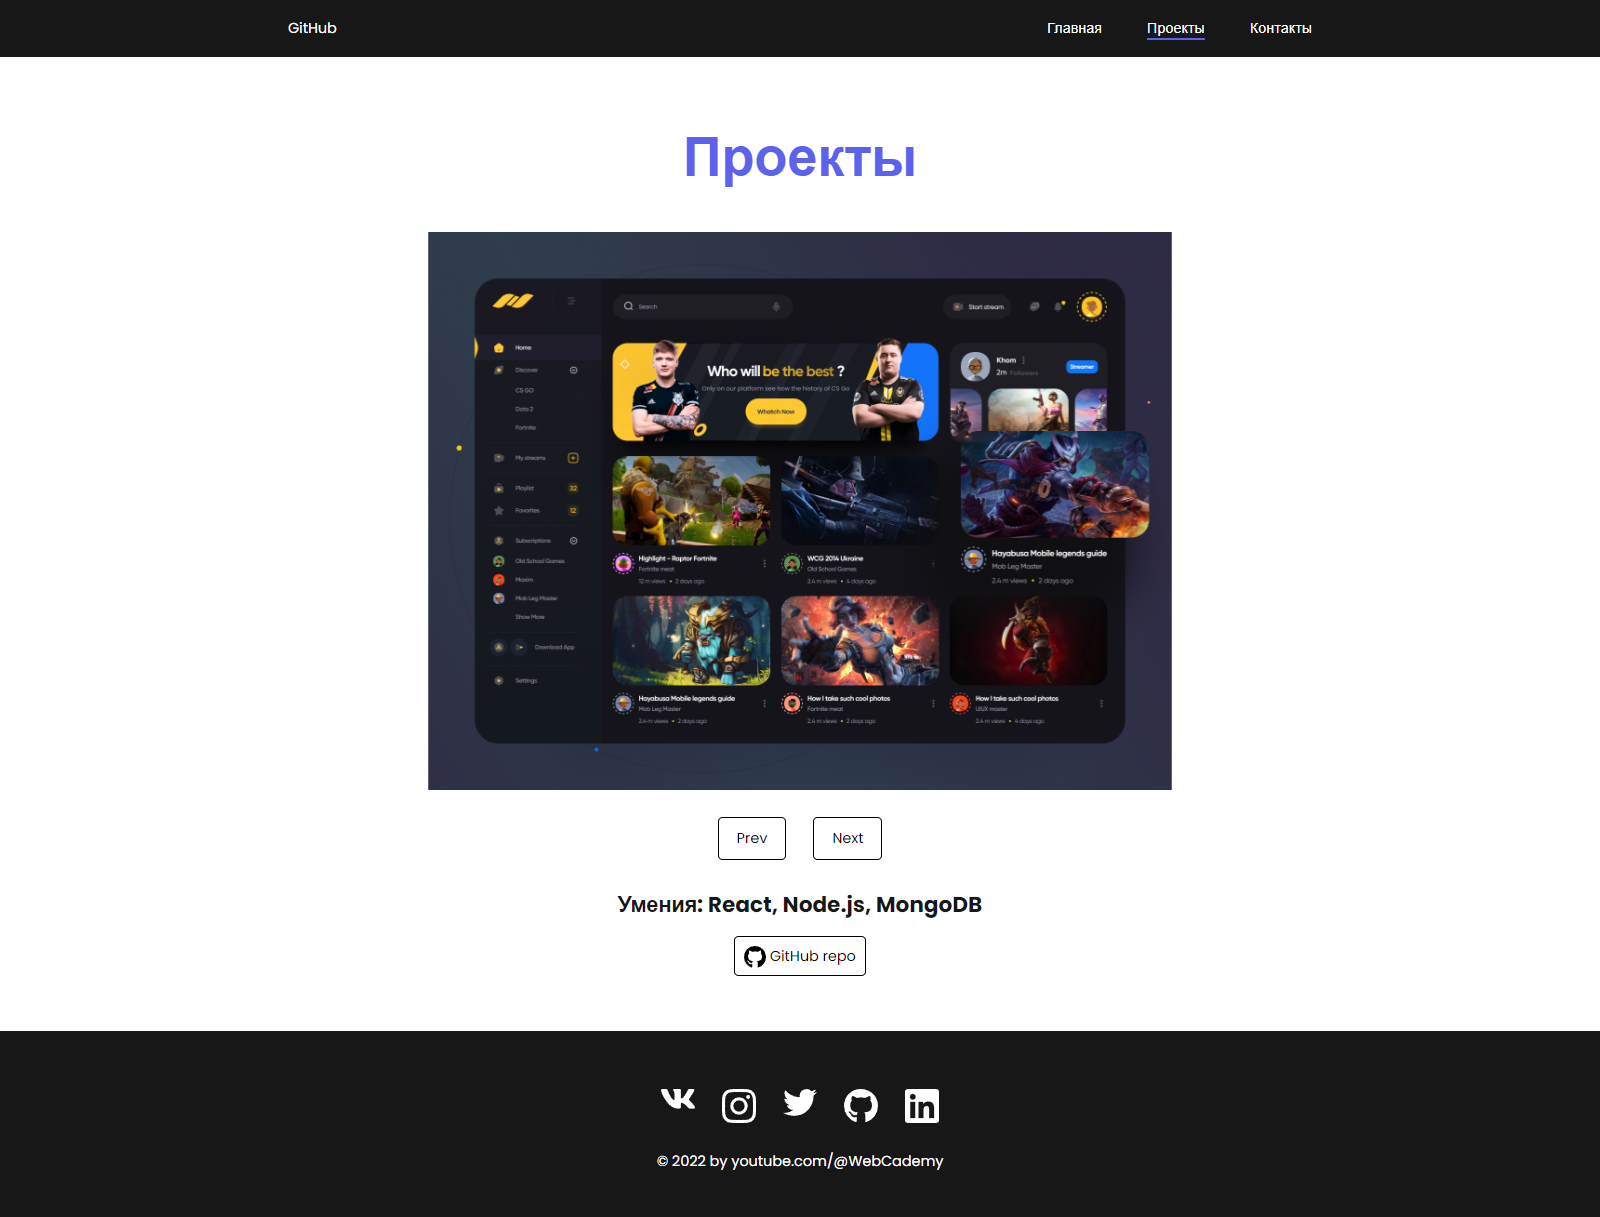 GitHub
Главная
Проекты
Контакты
Проекты
Search
Start stream
Home
Discover
CS GO
Dota 2
Fortnite
My streams
Playlist
32
Favorites
12
Subscriptions
Old School Games
Maxim
Mob Leg Master
Show More
Download App
Settings
Who will be the best ?
Only on our platform see how the history of CS Go
Whatch Now
Kham
2m Followers
Streamer
Highlight - Raptor Fortnite
Fortnite meat
12 m views • 2 days ago
WCG 2014 Ukraine
Old School Games
2.4 m views • 4 days ago
Hayabusa Mobile legends guide
Mob Leg Master
2.4 m views • 2 days ago
Hayabusa Mobile legends guide
Mob Leg Master
2.4 m views • 2 days ago
How I take such cool photos
Fortnite meat
2.4 m views • 2 days ago
How I take such cool photos
UIUX master
2.4 m views • 4 days ago
Prev
Next
Умения: React, Node.js, MongoDB
GitHub repo
© 2022 by youtube.com/@WebCademy